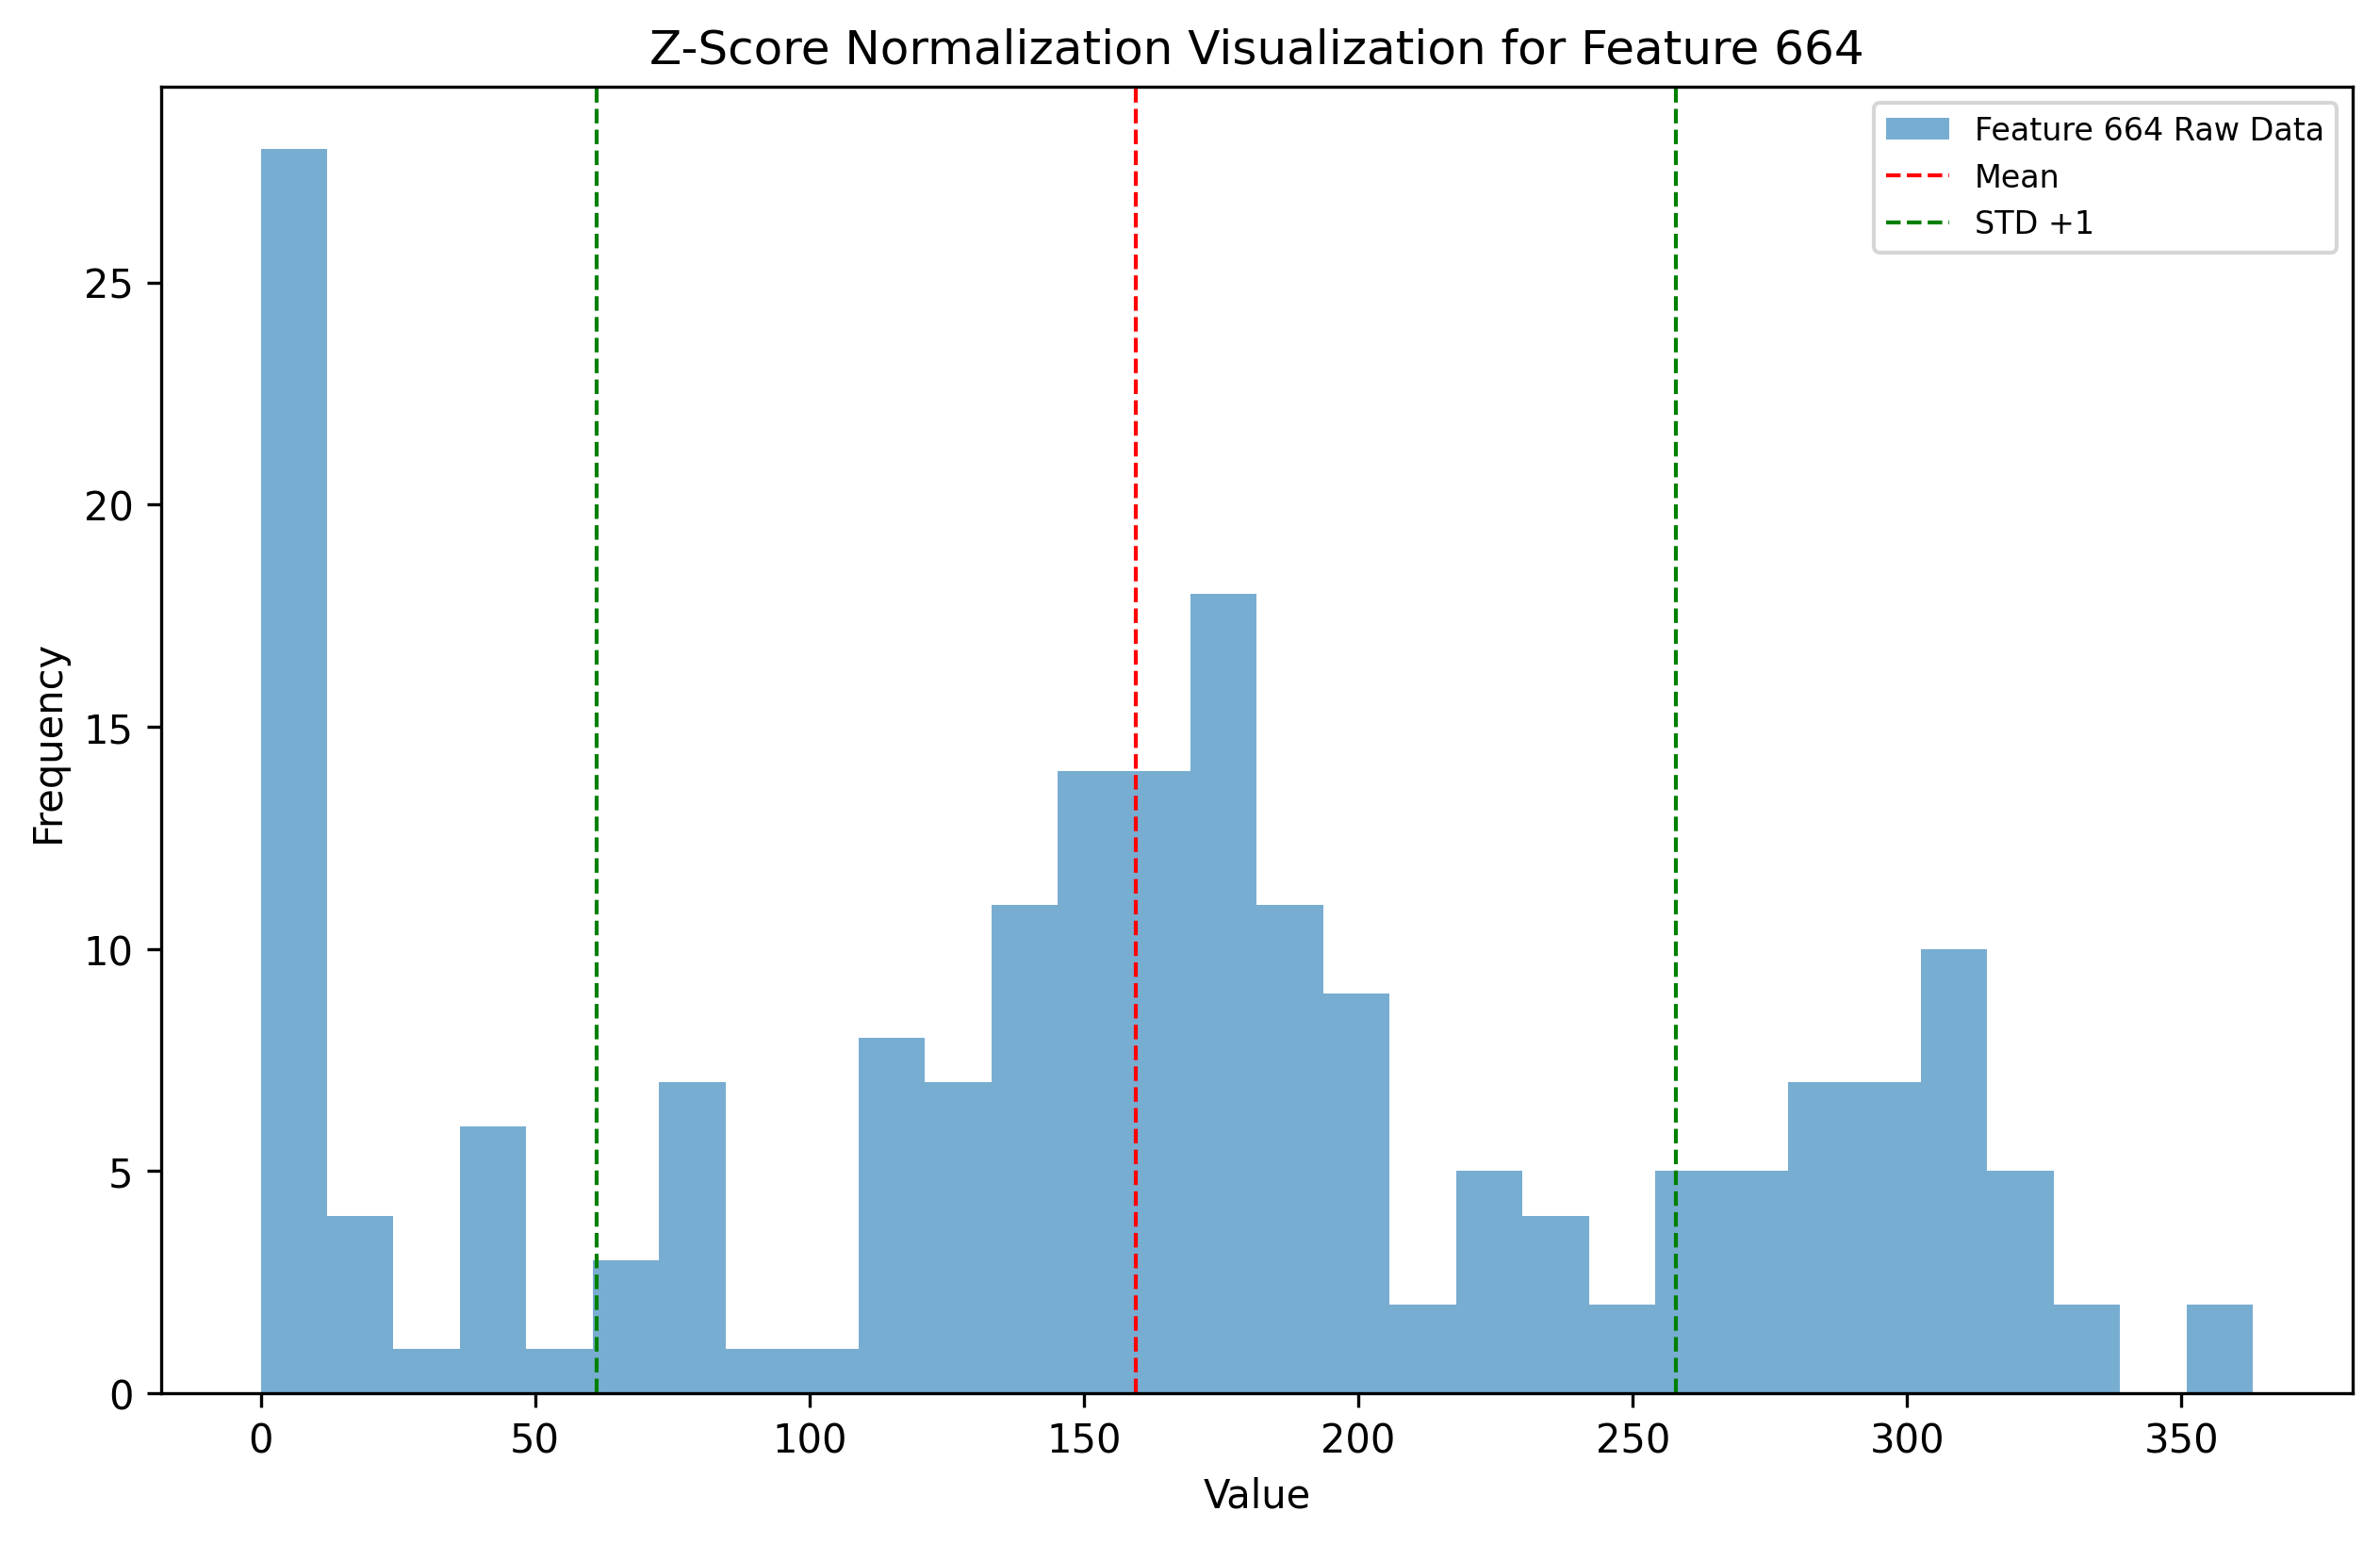 Z-Score Normalization Visualization for Feature 664
Feature 664 Raw Data
Mean
STD +1
25
20
15
10
5
0
Frequency
0 50 100 150 200 250 300 350
Value